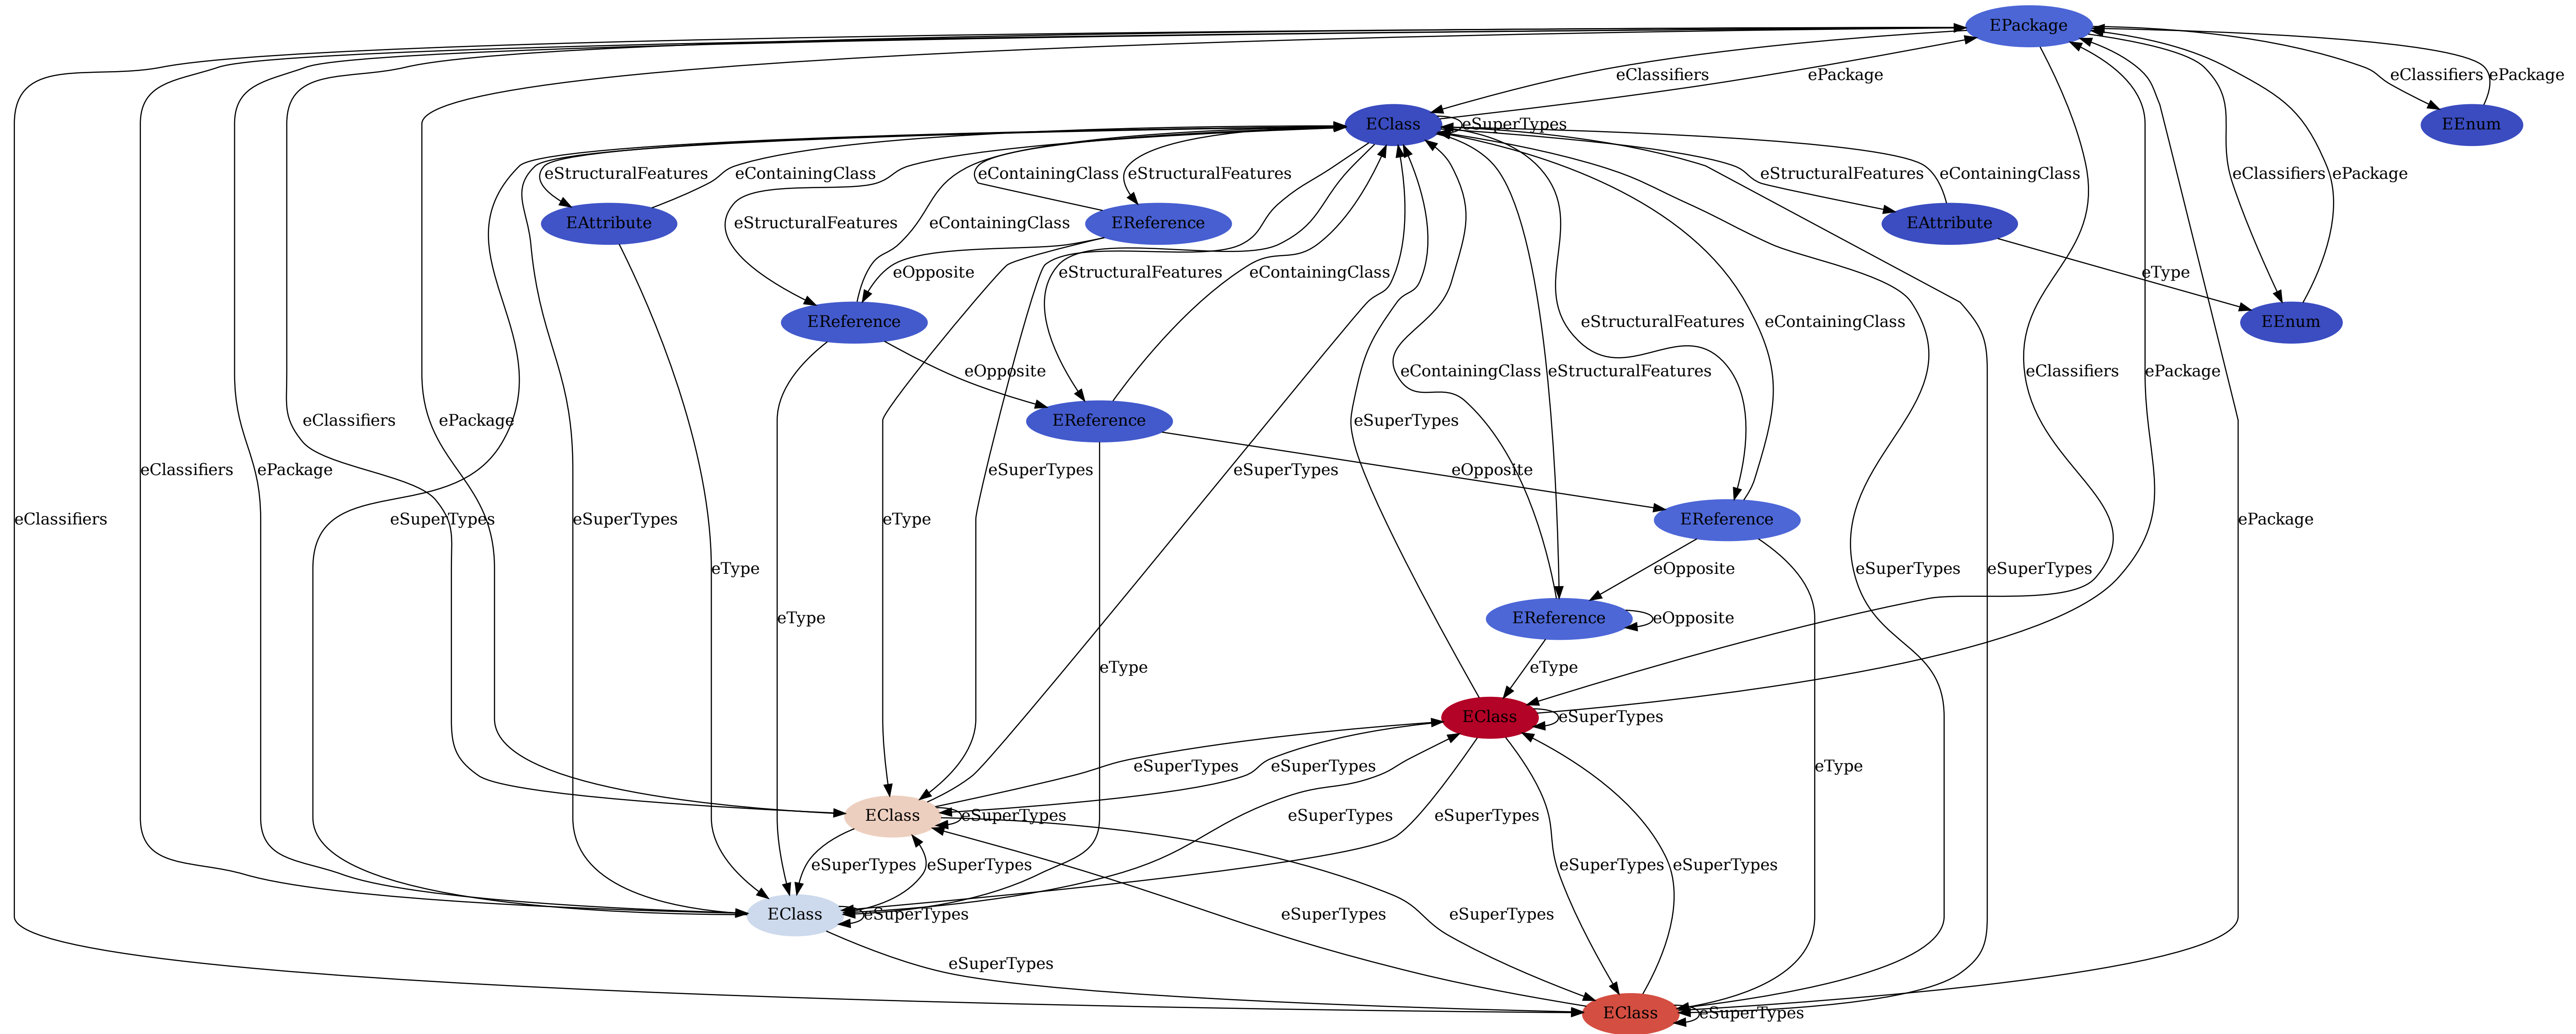 EPackage
eClassifiers
ePackage
eClassifiers
ePackage
EClass
eSuperTypes
EEnum
eStructuralFeatures
eContainingClass
eContainingClass
eStructuralFeatures
eStructuralFeatures
eContainingClass
eClassifiers
ePackage
EAttribute
eStructuralFeatures
eContainingClass
EReference
EAttribute
eOpposite
eStructuralFeatures
eContainingClass
eType
EReference
eStructuralFeatures
eContainingClass
EEnum
eOpposite
eContainingClass
eStructuralFeatures
eClassifiers
ePackage
eClassifiers
ePackage
EReference
eSuperTypes
eClassifiers
ePackage
eSuperTypes
eSuperTypes
eOpposite
eClassifiers
eSuperTypes
eSuperTypes
eType
EReference
ePackage
eType
eOpposite
eSuperTypes
eSuperTypes
eType
EReference
eOpposite
eType
eType
EClass
eSuperTypes
eSuperTypes
eSuperTypes
eType
EClass
eSuperTypes
eSuperTypes
eSuperTypes
eSuperTypes
eSuperTypes
eSuperTypes
eSuperTypes
EClass
eSuperTypes
eSuperTypes
eSuperTypes
eSuperTypes
EClass
eSuperTypes